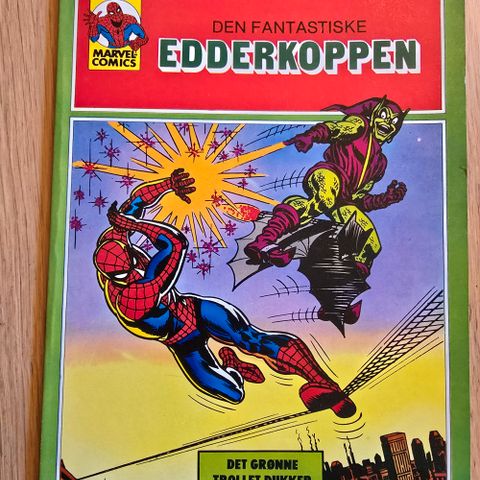 DEN FANTASTISKE
EDDERKOPPEN
MARVEL
COMICS
DET GRØNNE
TROLLET DUKKER